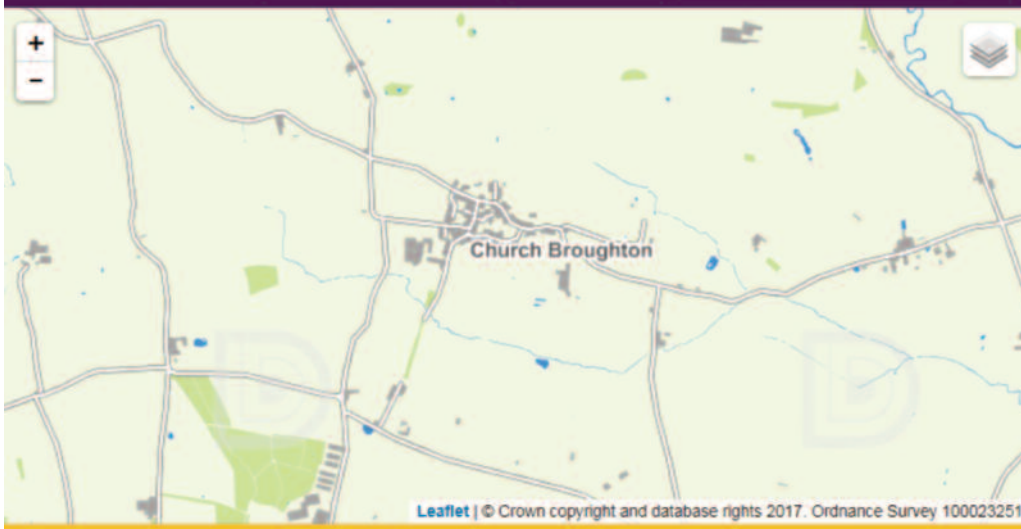 +
−
Church Broughton
Leaflet | © Crown copyright and database rights 2017. Ordnance Survey 100023251